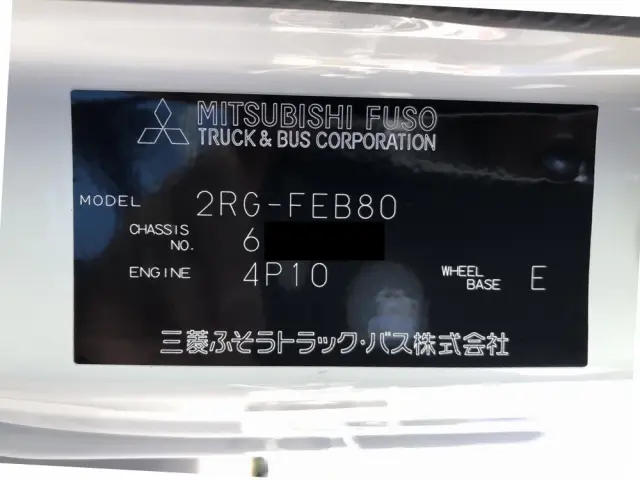 MITSUBISHI FUSO
TRUCK & BUS CORPORATION
MODEL 2RG-FEB80
CHASSIS NO. 6
ENGINE 4P10 WHEEL BASE E
三菱ふそうトラック・バス株式会社